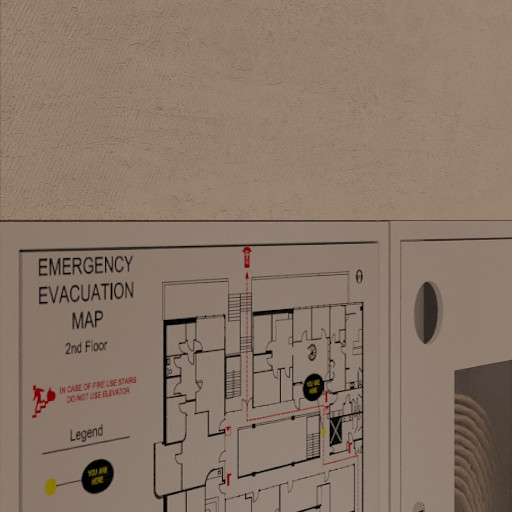 EMERGENCY
EVACUATION
MAP
2nd Floor
IN CASE OF FIRE USE STAIRS
DO NOT USE ELEVATOR
Legend
YOU ARE
HERE
YOU ARE
HERE